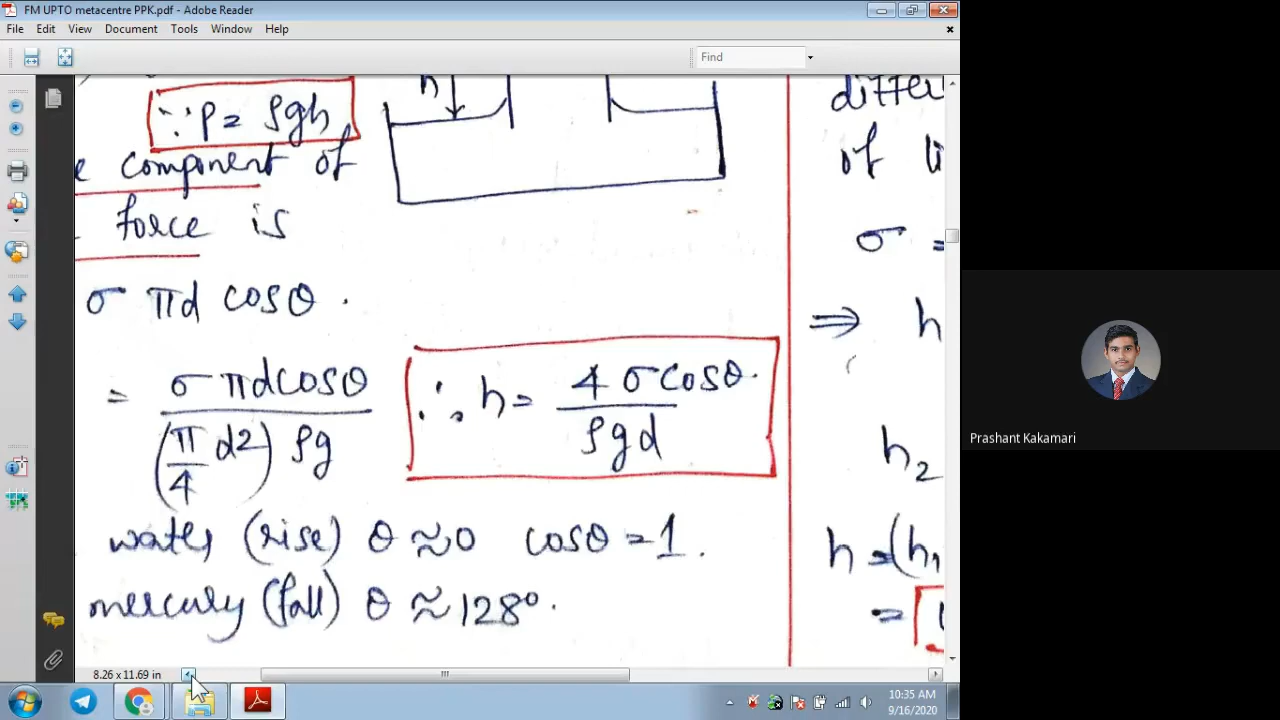 FM UPTO metacentre PPK.pdf - Adobe Reader
File Edit View Document Tools Window Help
Find
∵ P = ρgh
h
component of
force is
σ πd cosθ .
= σ πd cosθ / (π/4 d2) ρg
∴ h = 4 σ cosθ. / ρgd
water (rise) θ ≈ 0 cosθ = 1 .
mercury (fall) θ ≈ 128° .
of
σ =
⇒ h
h2
h = (h1
=
Prashant Kakamari
8.26 x 11.69 in
10:35 AM
9/16/2020